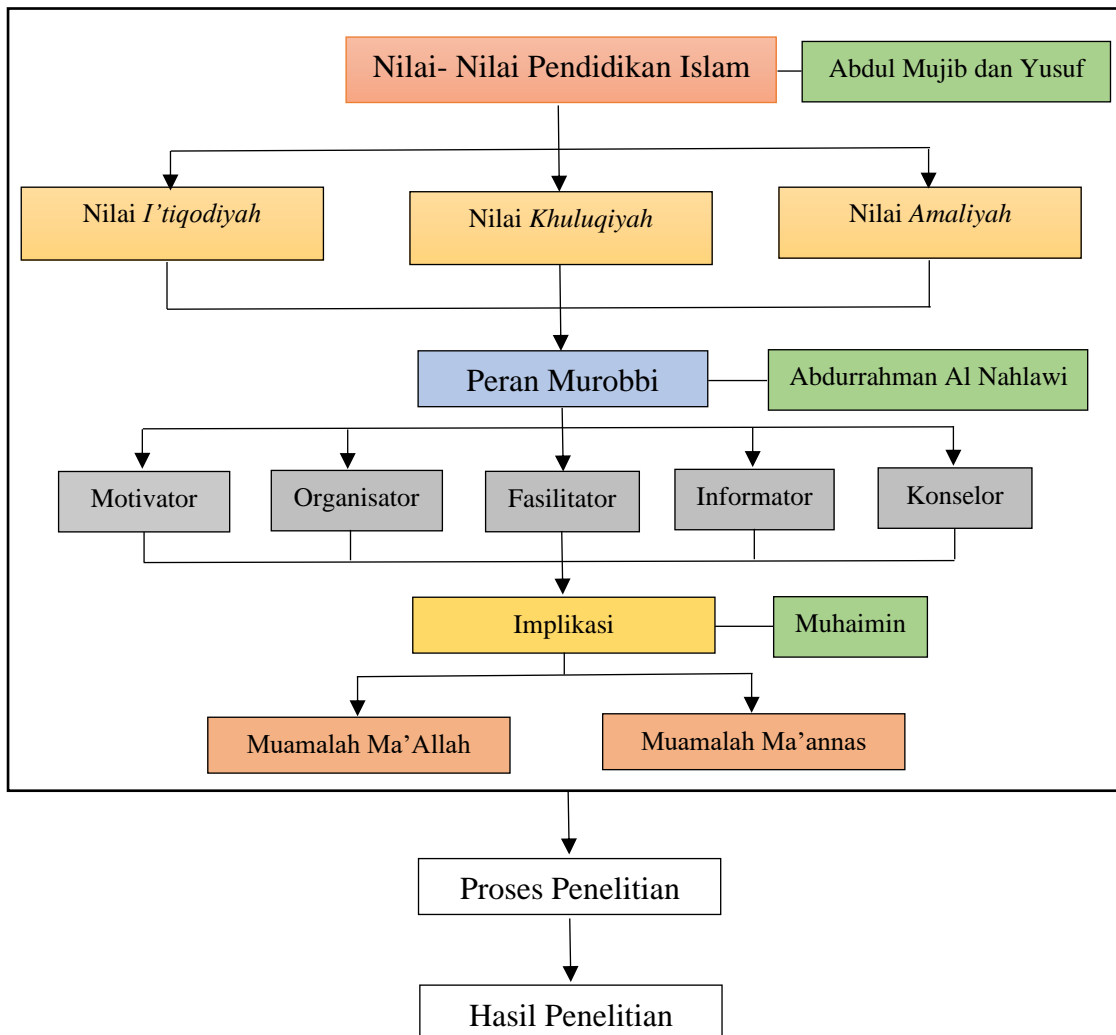 Nilai- Nilai Pendidikan Islam
Abdul Mujib dan Yusuf
Nilai I’tiqodiyah
Nilai Khuluqiyah
Nilai Amaliyah
Peran Murobbi
Abdurrahman Al Nahlawi
Motivator
Organisator
Fasilitator
Informator
Konselor
Implikasi
Muhaimin
Muamalah Ma’Allah
Muamalah Ma’annas
Proses Penelitian
Hasil Penelitian